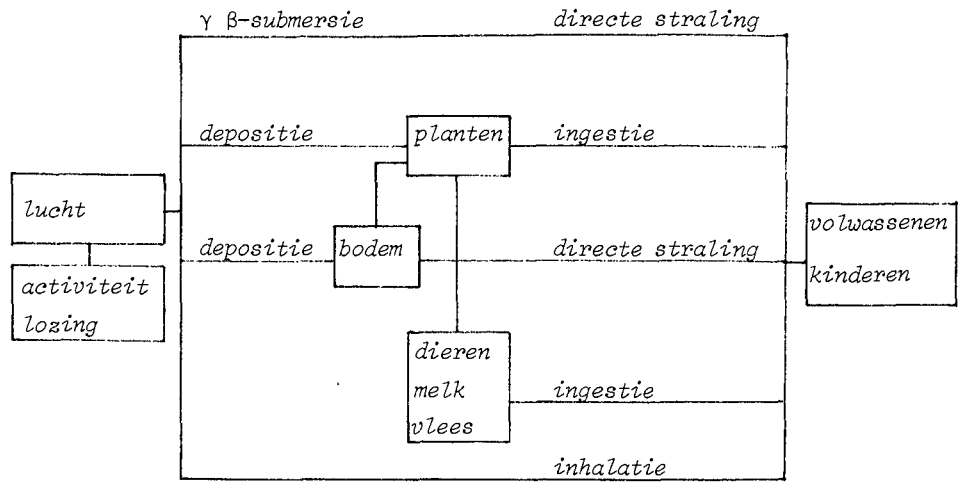 γ β-submersie directe straling
depositie planten ingestie
lucht
volwassenen
depositie bodem directe straling
kinderen
activiteit
lozing
dieren
melk ingestie
vlees
inhalatie